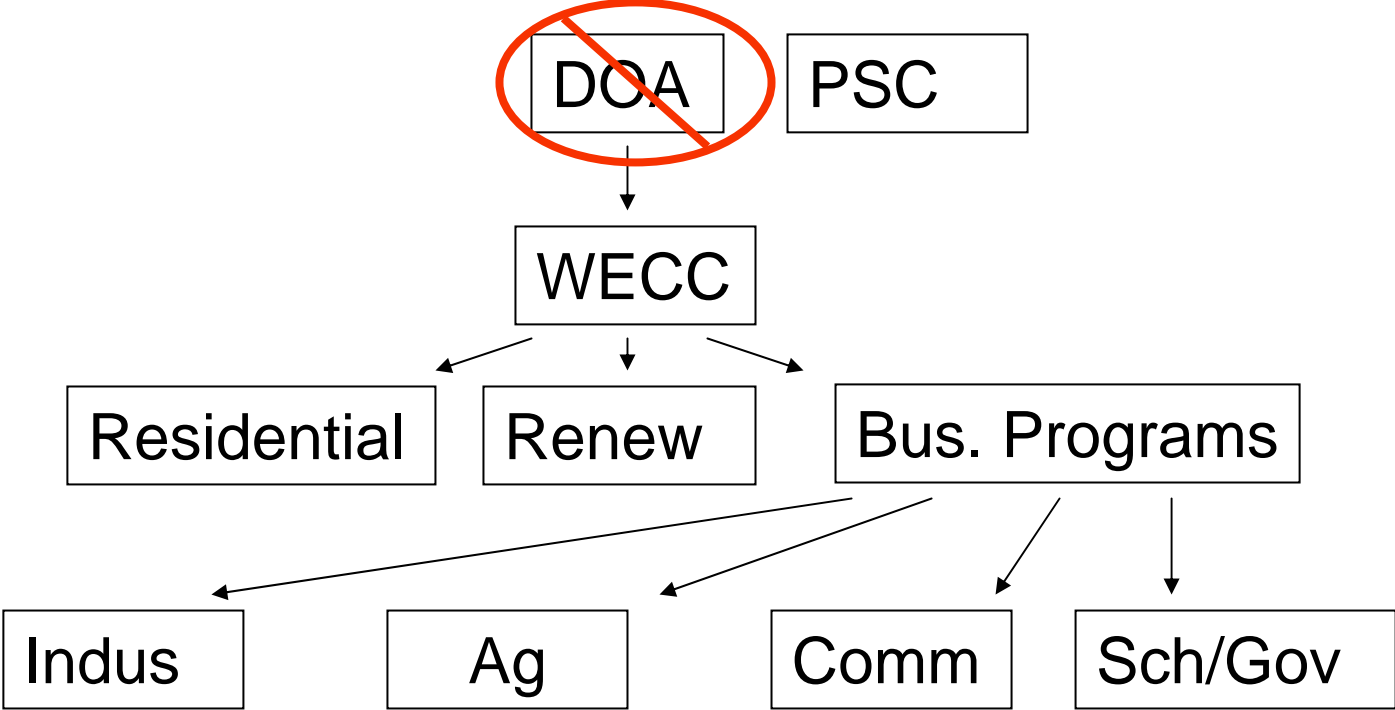 DOA
PSC
WECC
Residential
Renew
Bus. Programs
Indus
Ag
Comm
Sch/Gov